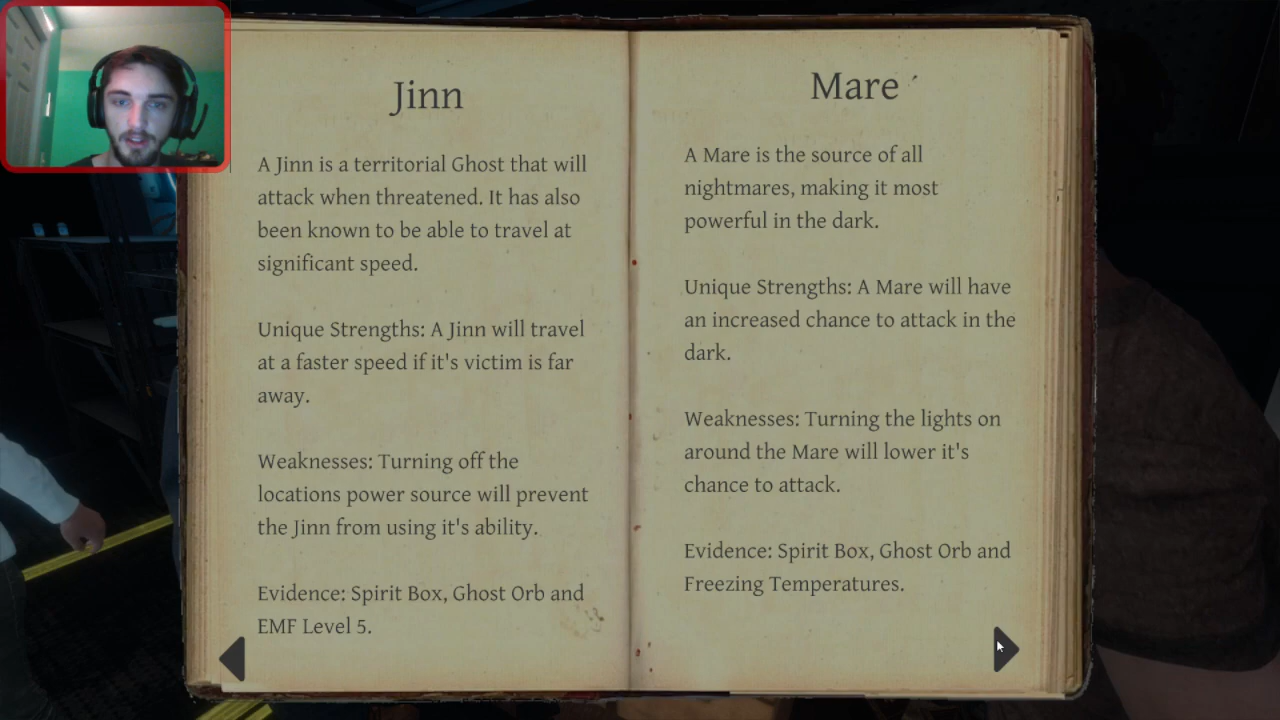 Jinn
A Jinn is a territorial Ghost that will
attack when threatened. It has also
been known to be able to travel at
significant speed.
Unique Strengths: A Jinn will travel
at a faster speed if it's victim is far
away.
Weaknesses: Turning off the
locations power source will prevent
the Jinn from using it's ability.
Evidence: Spirit Box, Ghost Orb and
EMF Level 5.
Mare
A Mare is the source of all
nightmares, making it most
powerful in the dark.
Unique Strengths: A Mare will have
an increased chance to attack in the
dark.
Weaknesses: Turning the lights on
around the Mare will lower it's
chance to attack.
Evidence: Spirit Box, Ghost Orb and
Freezing Temperatures.